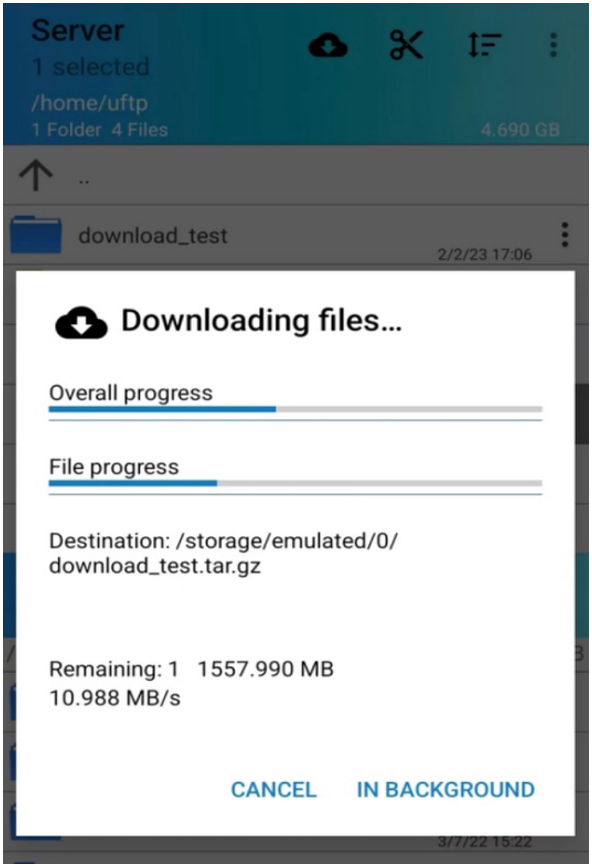 Server
1 selected
/home/uftp
1 Folder 4 Files 4.690 GB
..
download_test
2/2/23 17:06
Downloading files...
Overall progress
File progress
Destination: /storage/emulated/0/
download_test.tar.gz
/ B
Remaining: 1 1557.990 MB
10.988 MB/s
CANCEL IN BACKGROUND
3/7/22 15:22